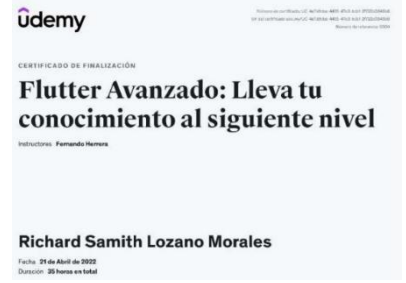 ûdemy
CERTIFICADO DE FINALIZACIÓN
Flutter Avanzado: Lleva tu
conocimiento al siguiente nivel
Instructores Fernando Herrera
Richard Samith Lozano Morales
Fecha 21 de Abril de 2022
Duración 35 horas en total